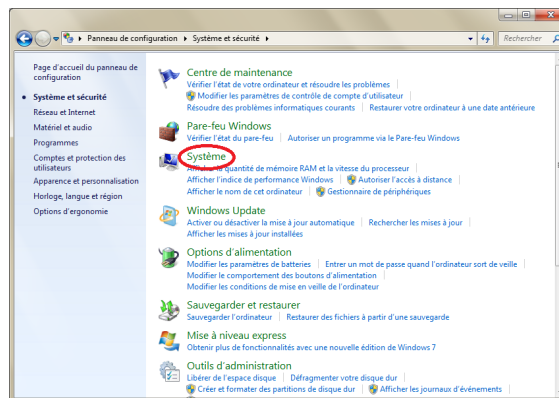 Panneau de configuration ▸ Système et sécurité ▸
Rechercher
Page d'accueil du panneau de
configuration
Système et sécurité
Réseau et Internet
Matériel et audio
Programmes
Comptes et protection des
utilisateurs
Apparence et personnalisation
Horloge, langue et région
Options d'ergonomie
Centre de maintenance
Vérifier l'état de votre ordinateur et résoudre les problèmes
Modifier les paramètres de contrôle de compte d'utilisateur
Résoudre des problèmes informatiques courants Restaurer votre ordinateur à une date antérieure
Pare-feu Windows
Vérifier l'état du pare-feu Autoriser un programme via le Pare-feu Windows
Système
Afficher la quantité de mémoire RAM et la vitesse du processeur
Afficher l'indice de performance Windows Autoriser l'accès à distance
Afficher le nom de cet ordinateur Gestionnaire de périphériques
Windows Update
Activer ou désactiver la mise à jour automatique Rechercher les mises à jour
Afficher les mises à jour installées
Options d'alimentation
Modifier les paramètres de batteries Entrer un mot de passe quand l'ordinateur sort de veille
Modifier le comportement des boutons d'alimentation
Modifier les conditions de mise en veille de l'ordinateur
Sauvegarder et restaurer
Sauvegarder l'ordinateur Restaurer des fichiers à partir d'une sauvegarde
Mise à niveau express
Obtenir plus de fonctionnalités avec une nouvelle édition de Windows 7
Outils d'administration
Libérer de l'espace disque Défragmenter votre disque dur
Créer et formater des partitions de disque dur Afficher les journaux d'événements